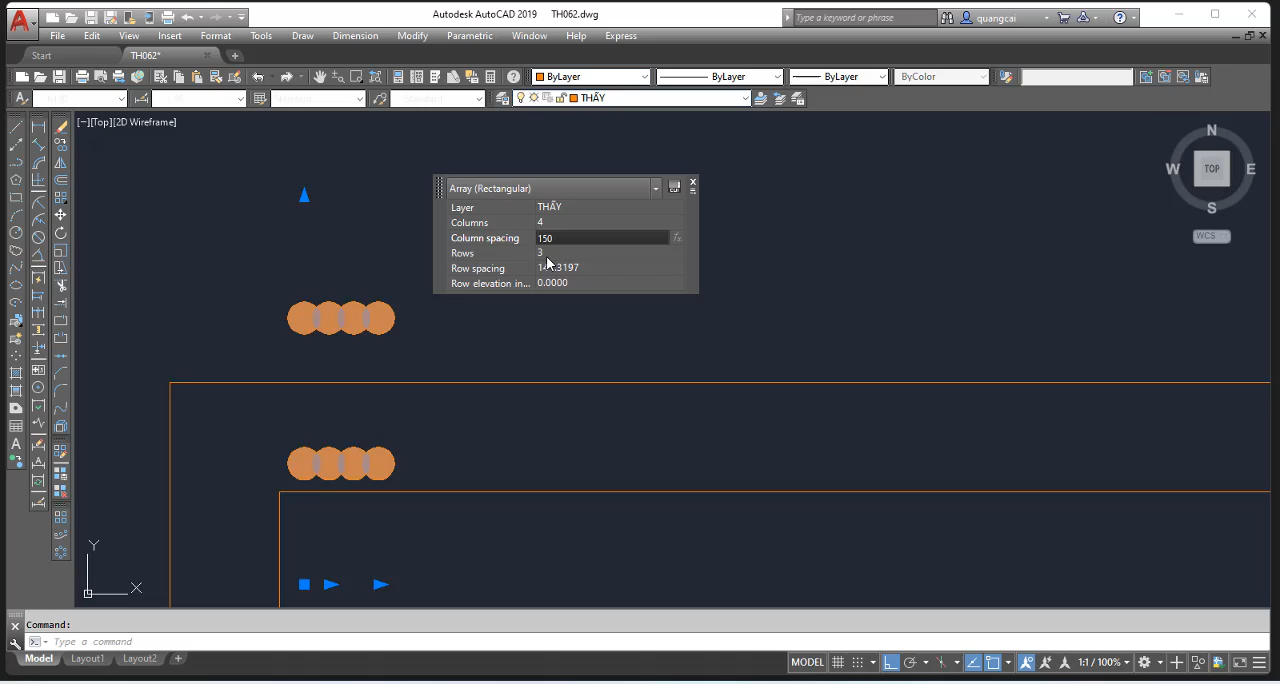 Autodesk AutoCAD 2019 TH062.dwg
Type a keyword or phrase
quangcai
File Edit View Insert Format Tools Draw Dimension Modify Parametric Window Help Express
Start TH062*
ByLayer ByLayer ByLayer ByColor
THẤY
[−][Top][2D Wireframe]
N
W TOP E
S
WCS
Array (Rectangular)
Layer THẤY
Columns 4
Column spacing 150
Rows 3
Row spacing
Row elevation in... 0.0000
Y
X
Command:
Type a command
Model Layout1 Layout2 +
MODEL 1:1 / 100%